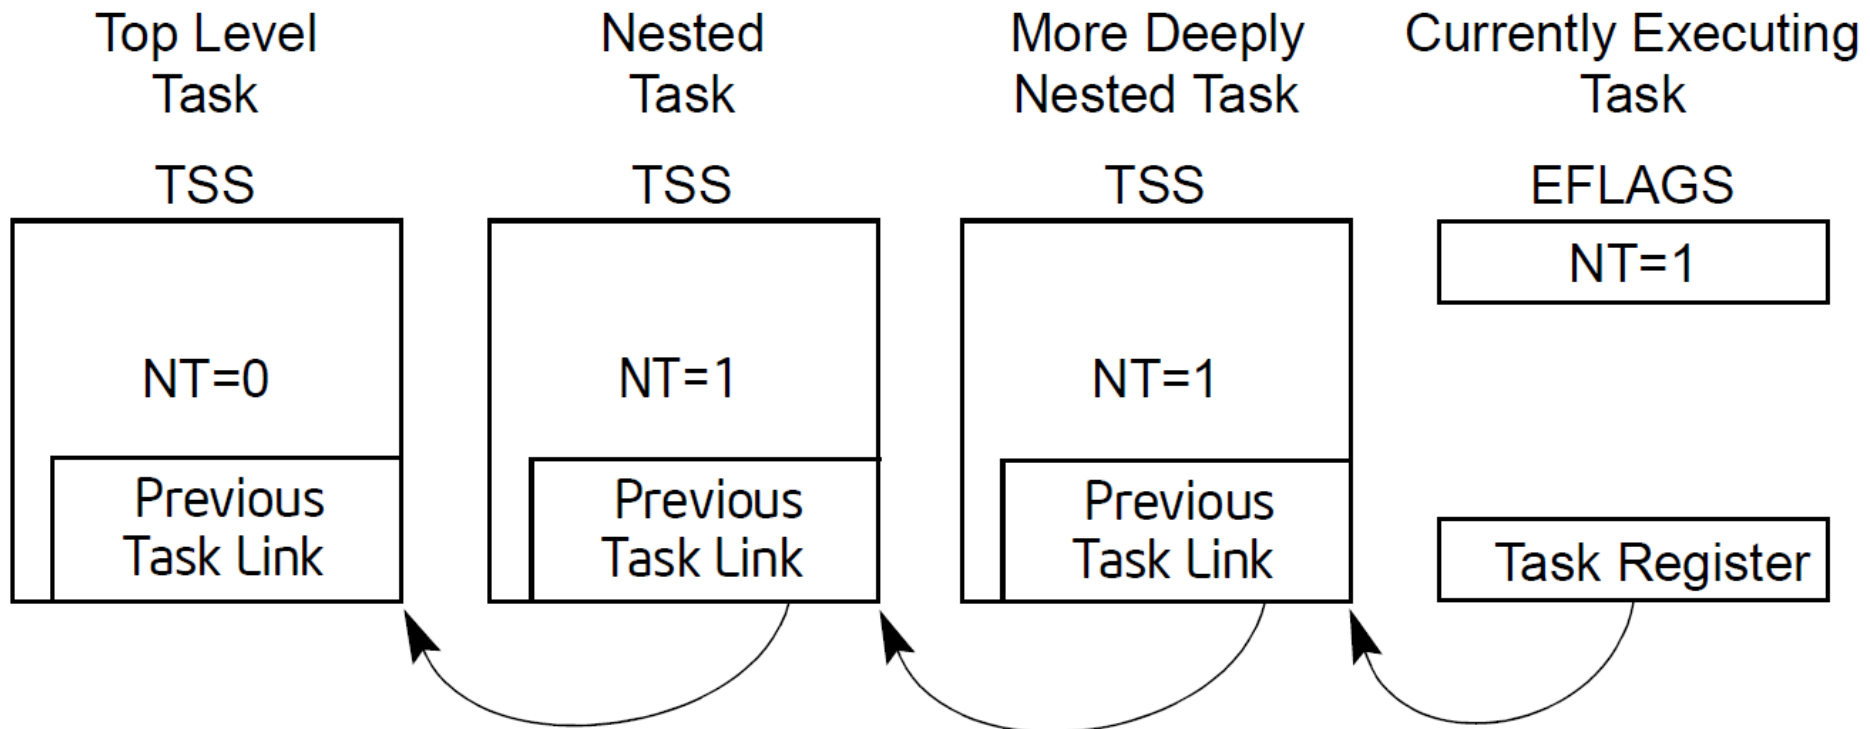 Top Level
Task
TSS
NT=0
Previous
Task Link
Nested
Task
TSS
NT=1
Previous
Task Link
More Deeply
Nested Task
TSS
NT=1
Previous
Task Link
Currently Executing
Task
EFLAGS
NT=1
Task Register